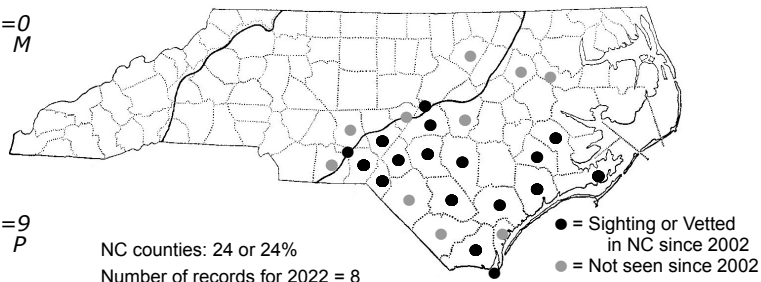 =0
M
=9
P
NC counties: 24 or 24%
Number of records for 2022 = 8
● = Sighting or Vetted
in NC since 2002
● = Not seen since 2002